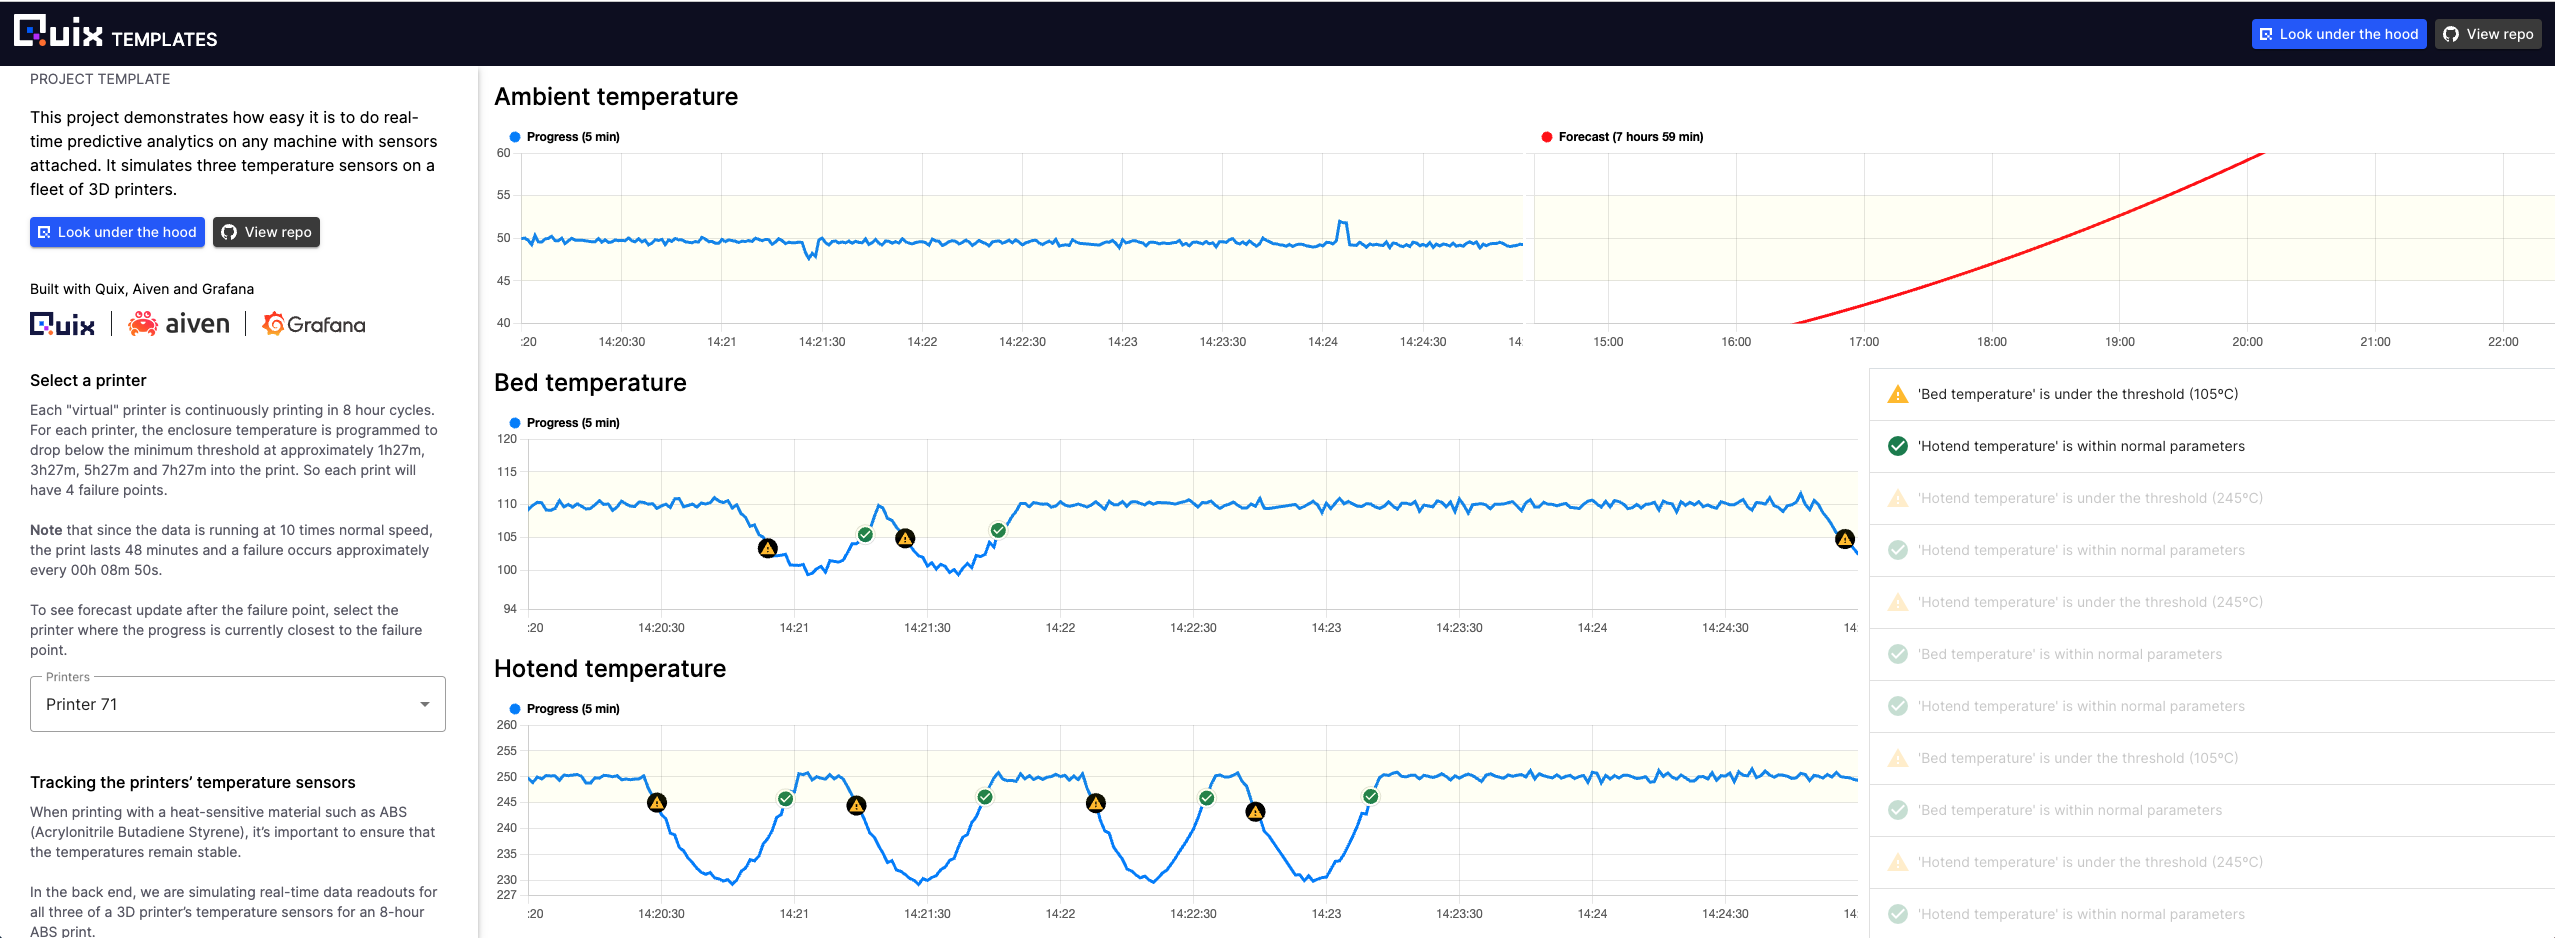 Quix TEMPLATES
Look under the hood
View repo
PROJECT TEMPLATE
This project demonstrates how easy it is to do real-
time predictive analytics on any machine with sensors
attached. It simulates three temperature sensors on a
fleet of 3D printers.
Look under the hood
View repo
Built with Quix, Aiven and Grafana
Quix
aiven
Grafana
Select a printer
Each "virtual" printer is continuously printing in 8 hour cycles.
For each printer, the enclosure temperature is programmed to
drop below the minimum threshold at approximately 1h27m,
3h27m, 5h27m and 7h27m into the print. So each print will
have 4 failure points.
Note that since the data is running at 10 times normal speed,
the print lasts 48 minutes and a failure occurs approximately
every 00h 08m 50s.
To see forecast update after the failure point, select the
printer where the progress is currently closest to the failure
point.
Printers
Printer 71
Tracking the printers’ temperature sensors
When printing with a heat-sensitive material such as ABS
(Acrylonitrile Butadiene Styrene), it’s important to ensure that
the temperatures remain stable.
In the back end, we are simulating real-time data readouts for
all three of a 3D printer’s temperature sensors for an 8-hour
ABS print.
Ambient temperature
Progress (5 min)
60
55
50
45
40
:20 14:20:30 14:21 14:21:30 14:22 14:22:30 14:23 14:23:30 14:24 14:24:30 14:
Forecast (7 hours 59 min)
15:00 16:00 17:00 18:00 19:00 20:00 21:00 22:00
Bed temperature
Progress (5 min)
120
115
110
105
100
94
:20 14:20:30 14:21 14:21:30 14:22 14:22:30 14:23 14:23:30 14:24 14:24:30 14:
Hotend temperature
Progress (5 min)
260
255
250
245
240
235
230
227
:20 14:20:30 14:21 14:21:30 14:22 14:22:30 14:23 14:23:30 14:24 14:24:30 14:
'Bed temperature' is under the threshold (105ºC)
'Hotend temperature' is within normal parameters
'Hotend temperature' is under the threshold (245ºC)
'Hotend temperature' is within normal parameters
'Hotend temperature' is under the threshold (245ºC)
'Bed temperature' is within normal parameters
'Hotend temperature' is within normal parameters
'Bed temperature' is under the threshold (105ºC)
'Bed temperature' is within normal parameters
'Hotend temperature' is under the threshold (245ºC)
'Hotend temperature' is within normal parameters